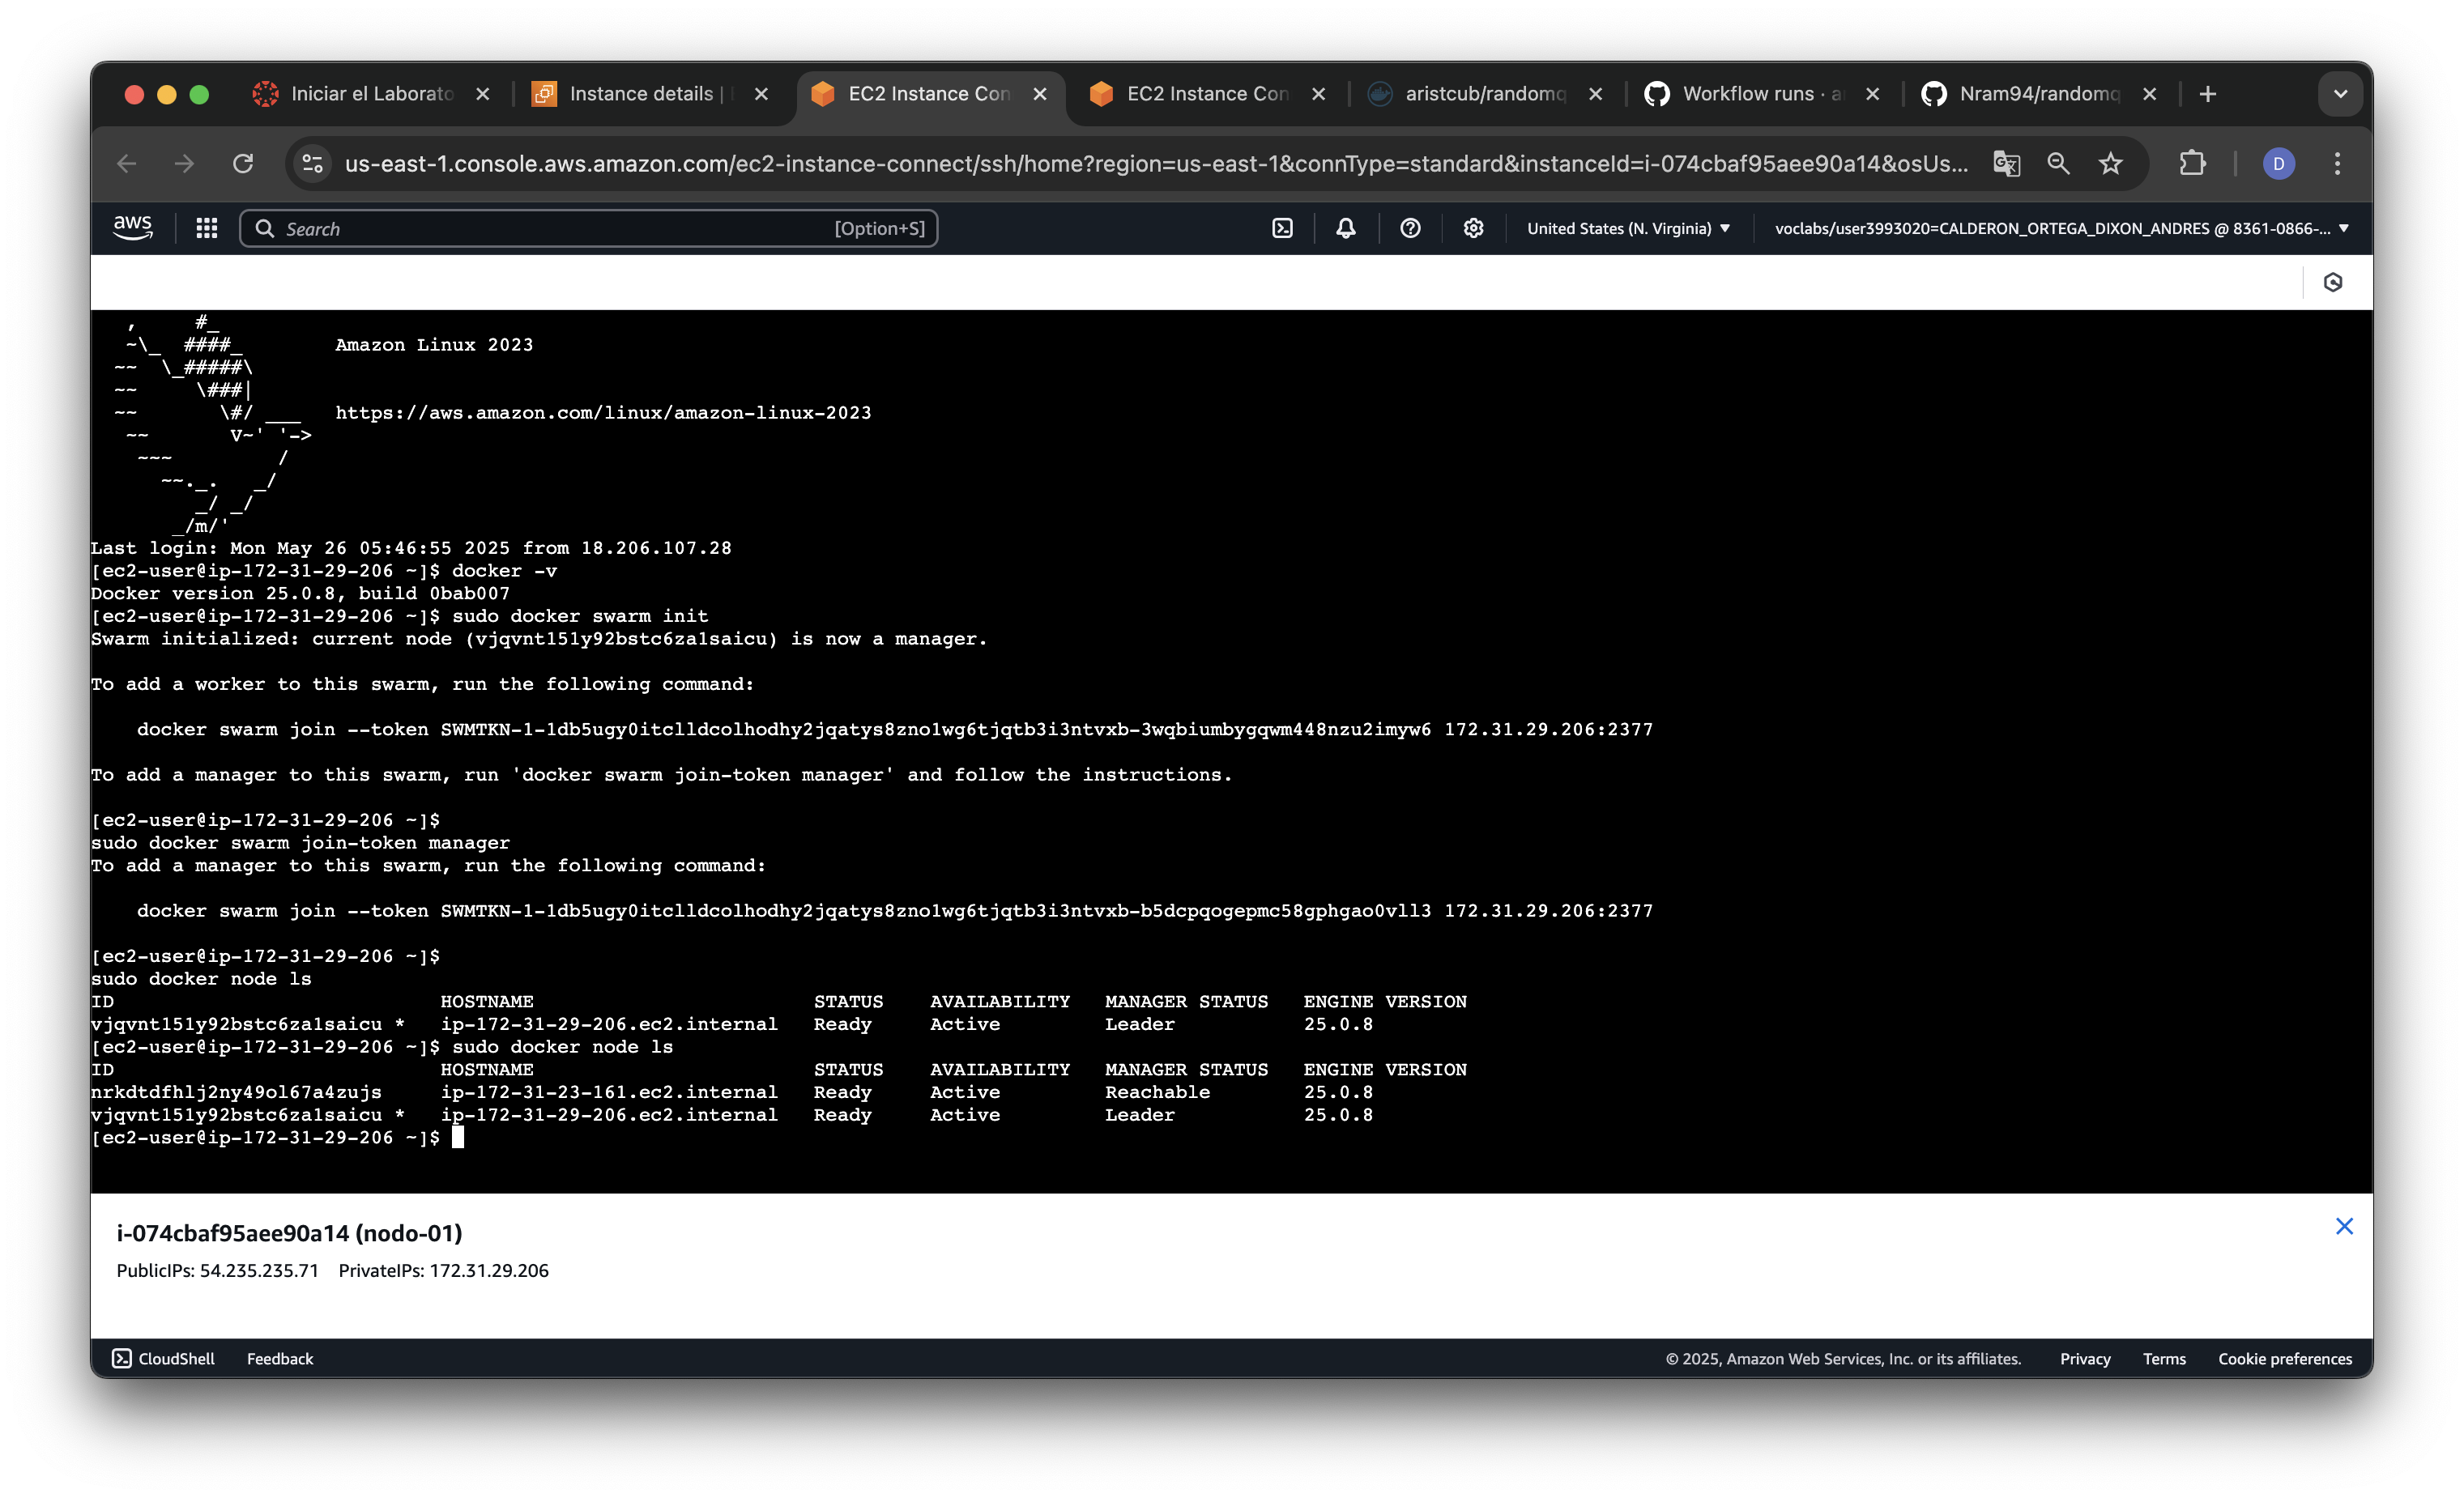 Iniciar el Laborato
Instance details |
EC2 Instance Con
EC2 Instance Con
aristcub/randomq
Workflow runs · a
Nram94/randomq
us-east-1.console.aws.amazon.com/ec2-instance-connect/ssh/home?region=us-east-1&connType=standard&instanceId=i-074cbaf95aee90a14&osUs...
D
aws
Search
[Option+S]
United States (N. Virginia)
voclabs/user3993020=CALDERON_ORTEGA_DIXON_ANDRES @ 8361-0866-...
   ,     #_
   ~\_  ####_        Amazon Linux 2023
  ~~  \_#####\
  ~~     \###|
  ~~       \#/ ___   https://aws.amazon.com/linux/amazon-linux-2023
   ~~       V~' '->
    ~~~         /
      ~~._.   _/
         _/ _/
       _/m/'
Last login: Mon May 26 05:46:55 2025 from 18.206.107.28
[ec2-user@ip-172-31-29-206 ~]$ docker -v
Docker version 25.0.8, build 0bab007
[ec2-user@ip-172-31-29-206 ~]$ sudo docker swarm init
Swarm initialized: current node (vjqvnt151y92bstc6za1saicu) is now a manager.
To add a worker to this swarm, run the following command:
    docker swarm join --token SWMTKN-1-1db5ugy0itclldcolhodhy2jqatys8zno1wg6tjqtb3i3ntvxb-3wqbiumbygqwm448nzu2imyw6 172.31.29.206:2377
To add a manager to this swarm, run 'docker swarm join-token manager' and follow the instructions.
[ec2-user@ip-172-31-29-206 ~]$
sudo docker swarm join-token manager
To add a manager to this swarm, run the following command:
    docker swarm join --token SWMTKN-1-1db5ugy0itclldcolhodhy2jqatys8zno1wg6tjqtb3i3ntvxb-b5dcpqogepmc58gphgao0vll3 172.31.29.206:2377
[ec2-user@ip-172-31-29-206 ~]$
sudo docker node ls
ID                            HOSTNAME                        STATUS    AVAILABILITY   MANAGER STATUS   ENGINE VERSION
vjqvnt151y92bstc6za1saicu *   ip-172-31-29-206.ec2.internal   Ready     Active         Leader           25.0.8
[ec2-user@ip-172-31-29-206 ~]$ sudo docker node ls
ID                            HOSTNAME                        STATUS    AVAILABILITY   MANAGER STATUS   ENGINE VERSION
nrkdtdfhlj2ny49ol67a4zujs     ip-172-31-23-161.ec2.internal   Ready     Active         Reachable        25.0.8
vjqvnt151y92bstc6za1saicu *   ip-172-31-29-206.ec2.internal   Ready     Active         Leader           25.0.8
[ec2-user@ip-172-31-29-206 ~]$
i-074cbaf95aee90a14 (nodo-01)
PublicIPs: 54.235.235.71    PrivateIPs: 172.31.29.206
CloudShell
Feedback
© 2025, Amazon Web Services, Inc. or its affiliates.
Privacy
Terms
Cookie preferences